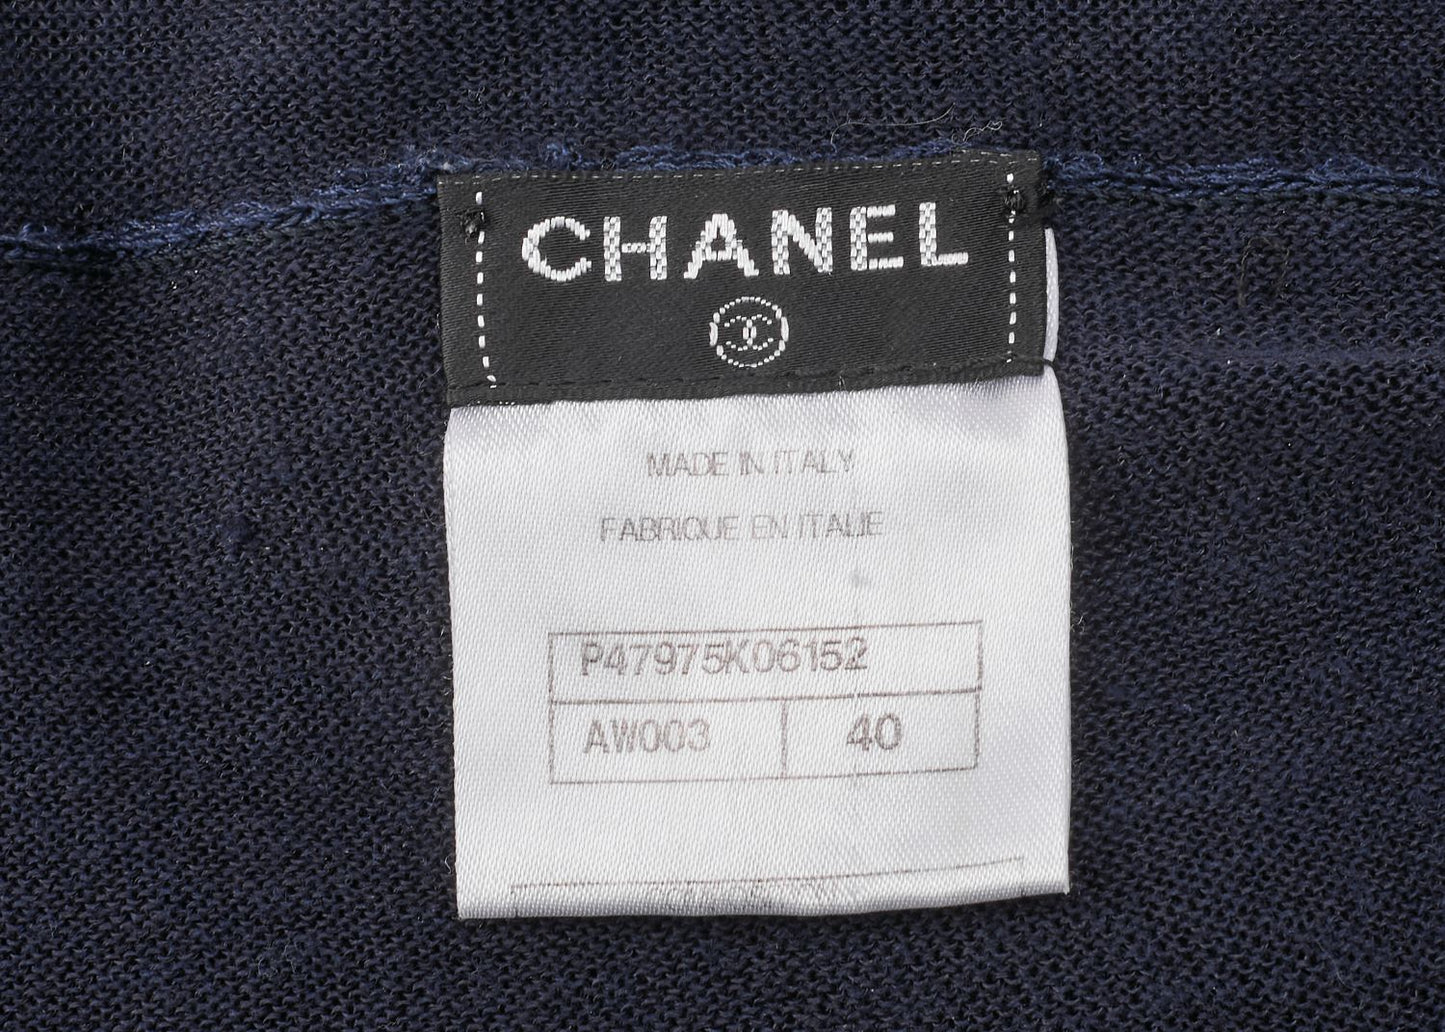 CHANEL
MADE IN ITALY
FABRIQUE EN ITALIE
P47975K06152
AW003 40